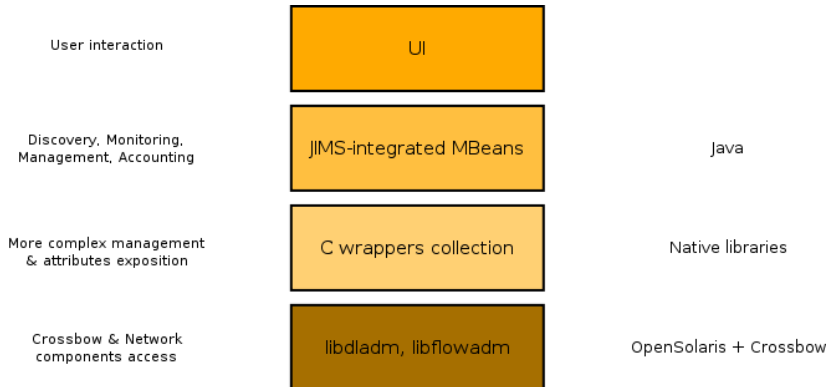 User interaction
UI
Discovery, Monitoring,
Management, Accounting
JIMS-integrated MBeans
Java
More complex management
& attributes exposition
C wrappers collection
Native libraries
Crossbow & Network
components access
libdladm, libflowadm
OpenSolaris + Crossbow